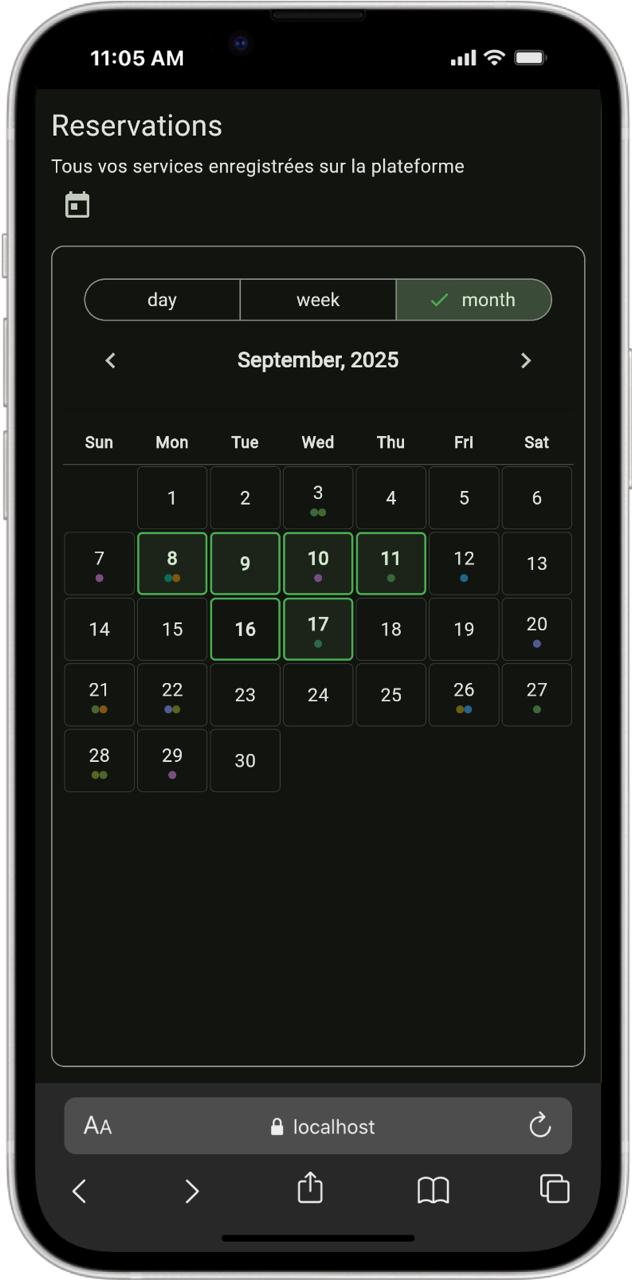 11:05 AM
Reservations
Tous vos services enregistrées sur la plateforme
day week month
September, 2025
Sun Mon Tue Wed Thu Fri Sat
1 2 3 4 5 6
7 8 9 10 11 12 13
14 15 16 17 18 19 20
21 22 23 24 25 26 27
28 29 30
AA localhost